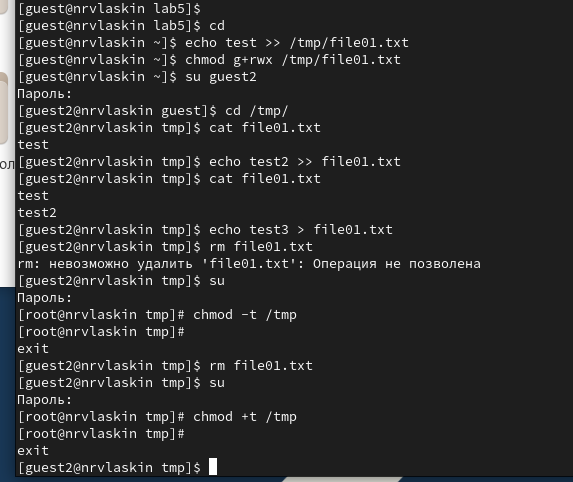 [guest@nrvlaskin lab5]$
[guest@nrvlaskin lab5]$ cd
[guest@nrvlaskin ~]$ echo test >> /tmp/file01.txt
[guest@nrvlaskin ~]$ chmod g+rwx /tmp/file01.txt
[guest@nrvlaskin ~]$ su guest2
Пароль:
[guest2@nrvlaskin guest]$ cd /tmp/
[guest2@nrvlaskin tmp]$ cat file01.txt
test
[guest2@nrvlaskin tmp]$ echo test2 >> file01.txt
[guest2@nrvlaskin tmp]$ cat file01.txt
test
test2
[guest2@nrvlaskin tmp]$ echo test3 > file01.txt
[guest2@nrvlaskin tmp]$ rm file01.txt
rm: невозможно удалить 'file01.txt': Операция не позволена
[guest2@nrvlaskin tmp]$ su
Пароль:
[root@nrvlaskin tmp]# chmod -t /tmp
[root@nrvlaskin tmp]#
exit
[guest2@nrvlaskin tmp]$ rm file01.txt
[guest2@nrvlaskin tmp]$ su
Пароль:
[root@nrvlaskin tmp]# chmod +t /tmp
[root@nrvlaskin tmp]#
exit
[guest2@nrvlaskin tmp]$